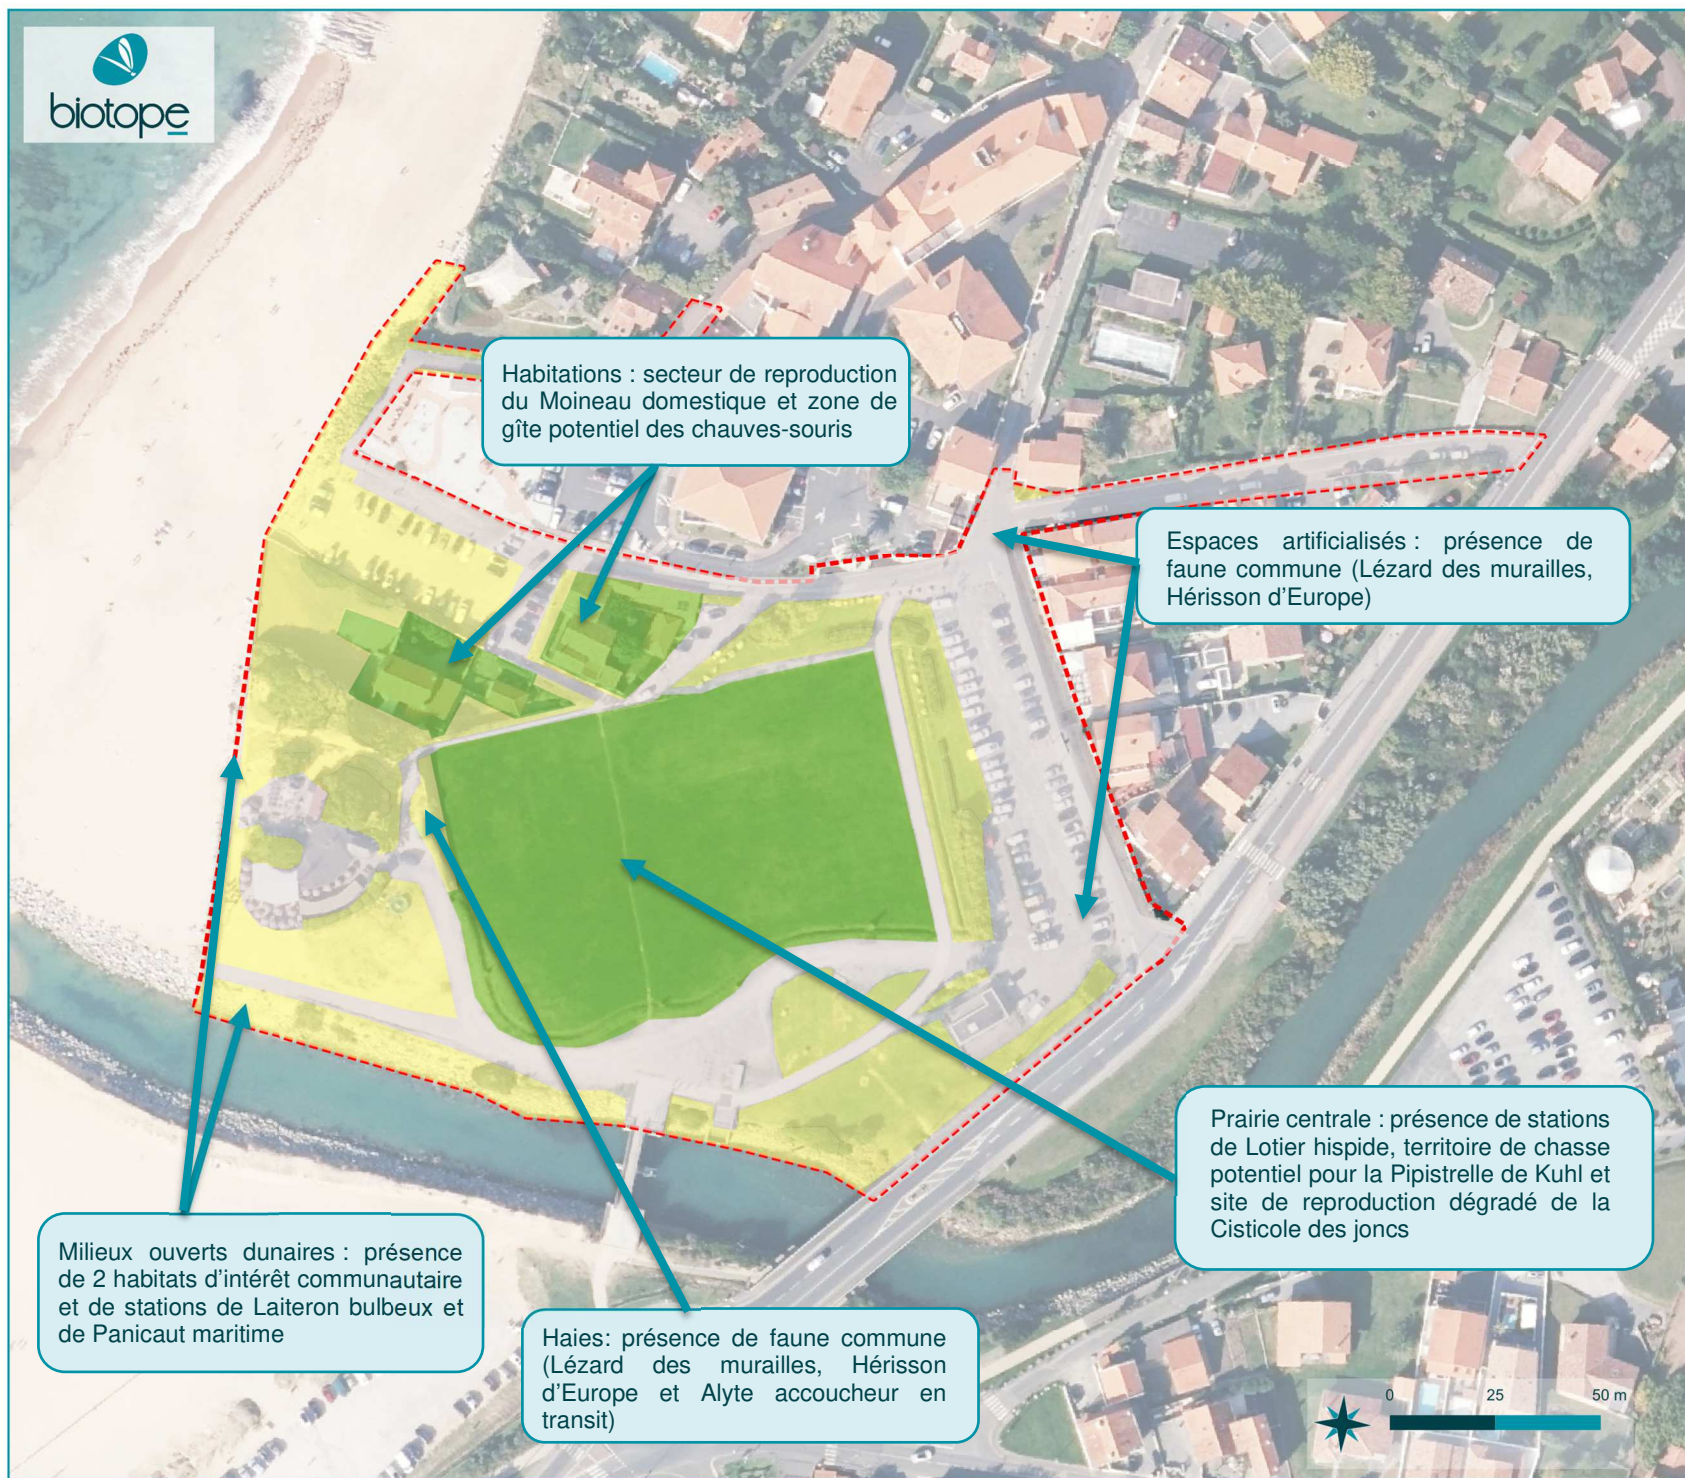 biotope
Habitations : secteur de reproduction
du Moineau domestique et zone de
gîte potentiel des chauves-souris
Espaces artificialisés : présence de
faune commune (Lézard des murailles,
Hérisson d'Europe)
Prairie centrale : présence de stations
de Lotier hispide, territoire de chasse
potentiel pour la Pipistrelle de Kuhl et
site de reproduction dégradé de la
Cisticole des joncs
Milieux ouverts dunaires : présence
de 2 habitats d'intérêt communautaire
et de stations de Laiteron bulbeux et
de Panicaut maritime
Haies: présence de faune commune
(Lézard des murailles, Hérisson
d'Europe et Alyte accoucheur en
transit)
0 25 50 m